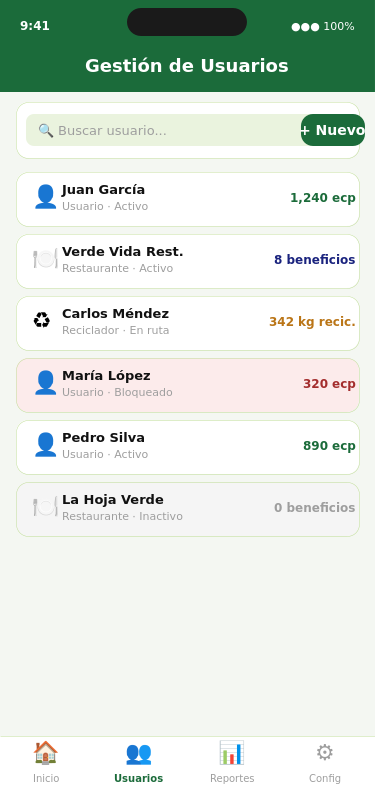 9:41
●●● 100%
Gestión de Usuarios
🔍 Buscar usuario...
+ Nuevo
Juan García
Usuario · Activo
1,240 ecp
Verde Vida Rest.
Restaurante · Activo
8 beneficios
Carlos Méndez
Reciclador · En ruta
342 kg recic.
María López
Usuario · Bloqueado
320 ecp
Pedro Silva
Usuario · Activo
890 ecp
La Hoja Verde
Restaurante · Inactivo
0 beneficios
Inicio
Usuarios
Reportes
Config